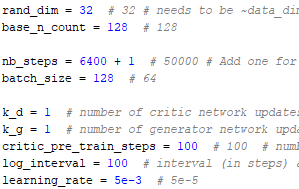 rand_dim = 32  # 32 # needs to be ~data_dim
base_n_count = 128  # 128
nb_steps = 6400 + 1  # 50000 # Add one for
batch_size = 128  # 64
k_d = 1  # number of critic network updates
k_g = 1  # number of generator network upda
critic_pre_train_steps = 100  # 100  # numb
log_interval = 100  # interval (in steps) a
learning_rate = 5e-3  # 5e-5